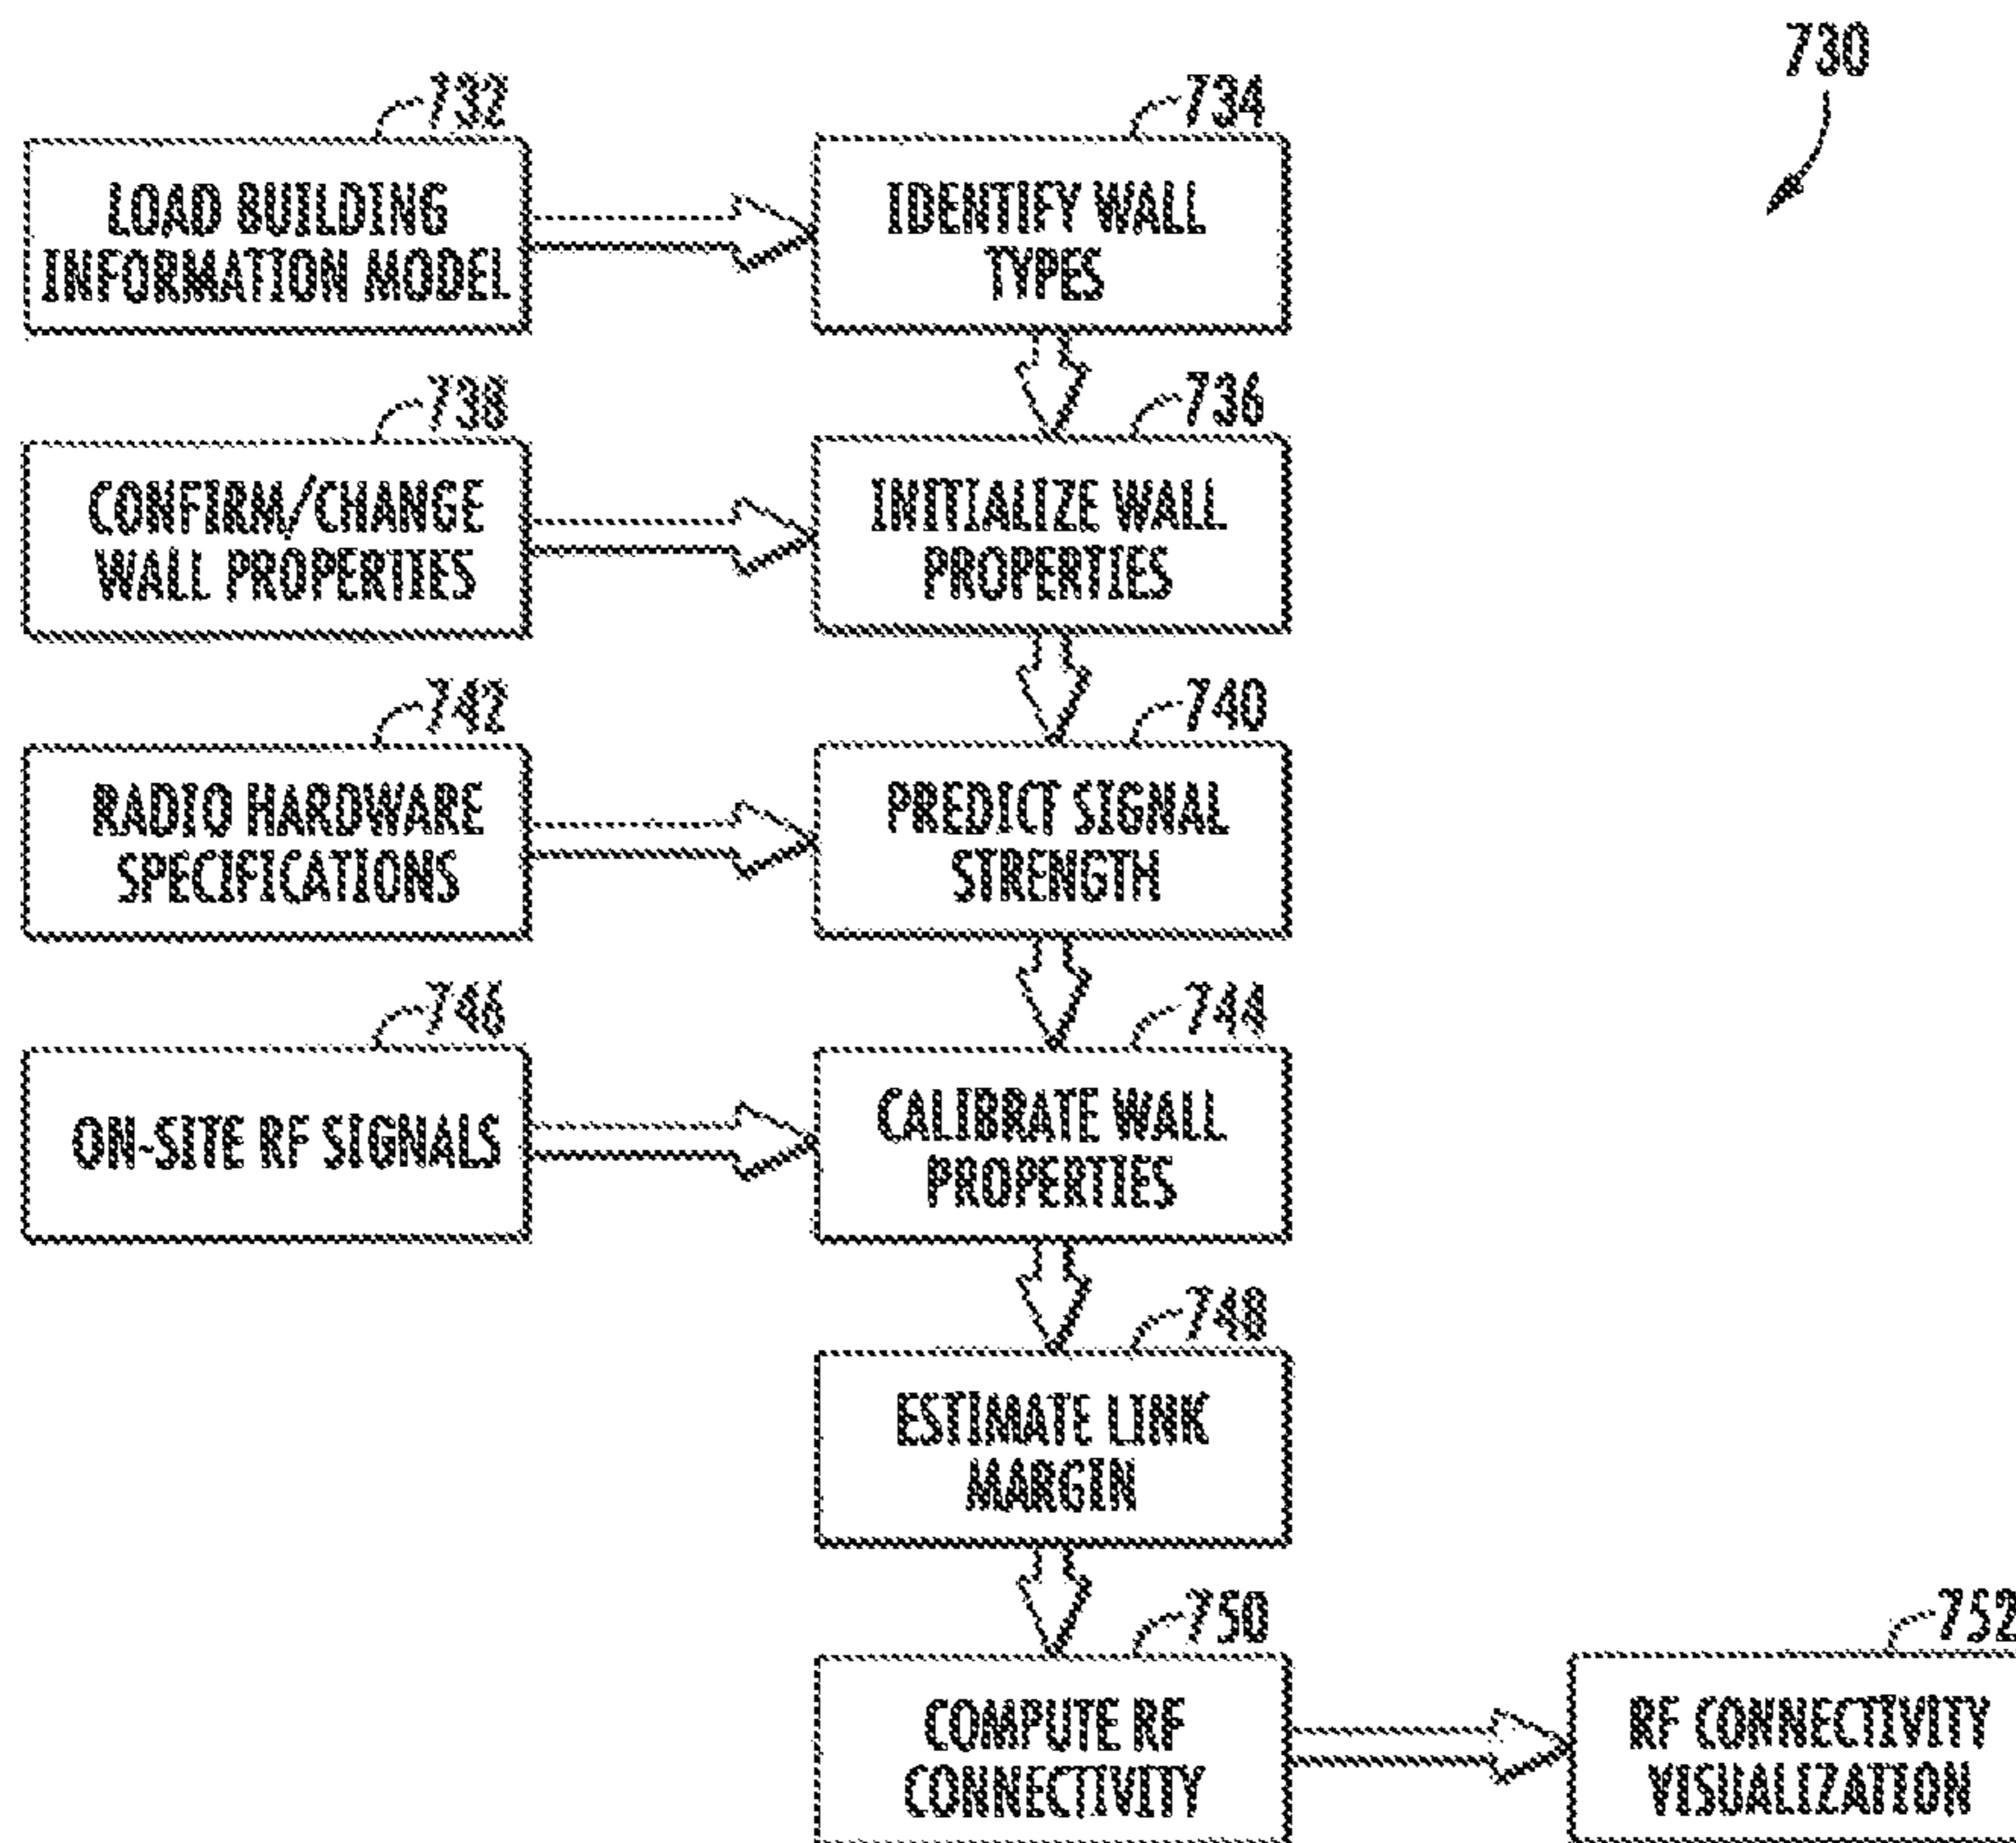 730
732
LOAD BUILDING
INFORMATION MODEL
734
IDENTIFY WALL
TYPES
738
CONFIRM/CHANGE
WALL PROPERTIES
736
INITIALIZE WALL
PROPERTIES
742
RADIO HARDWARE
SPECIFICATIONS
740
PREDICT SIGNAL
STRENGTH
746
ON-SITE RF SIGNALS
744
CALIBRATE WALL
PROPERTIES
748
ESTIMATE LINK
MARGIN
750
COMPUTE RF
CONNECTIVITY
752
RF CONNECTIVITY
VISUALIZATION